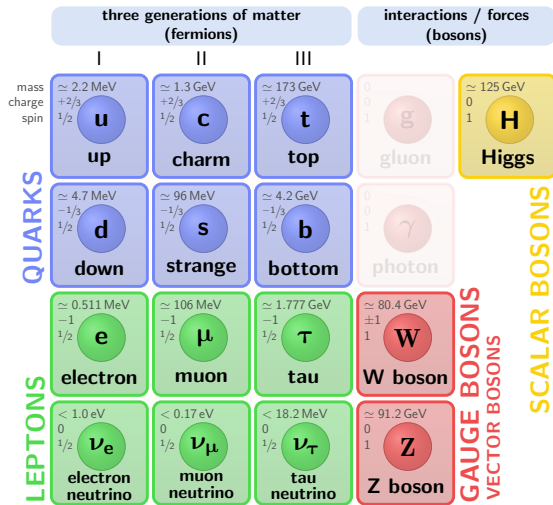 three generations of matter
(fermions)
interactions / forces
(bosons)
I II III
mass
charge
spin
≃ 2.2 MeV
+2/3
1/2
u
up
≃ 1.3 GeV
+2/3
1/2
c
charm
≃ 173 GeV
+2/3
1/2
t
top
0
0
1
g
gluon
≃ 125 GeV
0
1
H
Higgs
≃ 4.7 MeV
−1/3
1/2
d
down
≃ 96 MeV
−1/3
1/2
s
strange
≃ 4.2 GeV
−1/3
1/2
b
bottom
0
0
1
γ
photon
≃ 0.511 MeV
−1
1/2
e
electron
≃ 106 MeV
−1
1/2
μ
muon
≃ 1.777 GeV
−1
1/2
τ
tau
≃ 80.4 GeV
±1
1
W
W boson
< 1.0 eV
0
1/2
νe
electron
neutrino
< 0.17 eV
0
1/2
νμ
muon
neutrino
< 18.2 MeV
0
1/2
ντ
tau
neutrino
≃ 91.2 GeV
0
1
Z
Z boson
QUARKS
LEPTONS
GAUGE BOSONS
VECTOR BOSONS
SCALAR BOSONS